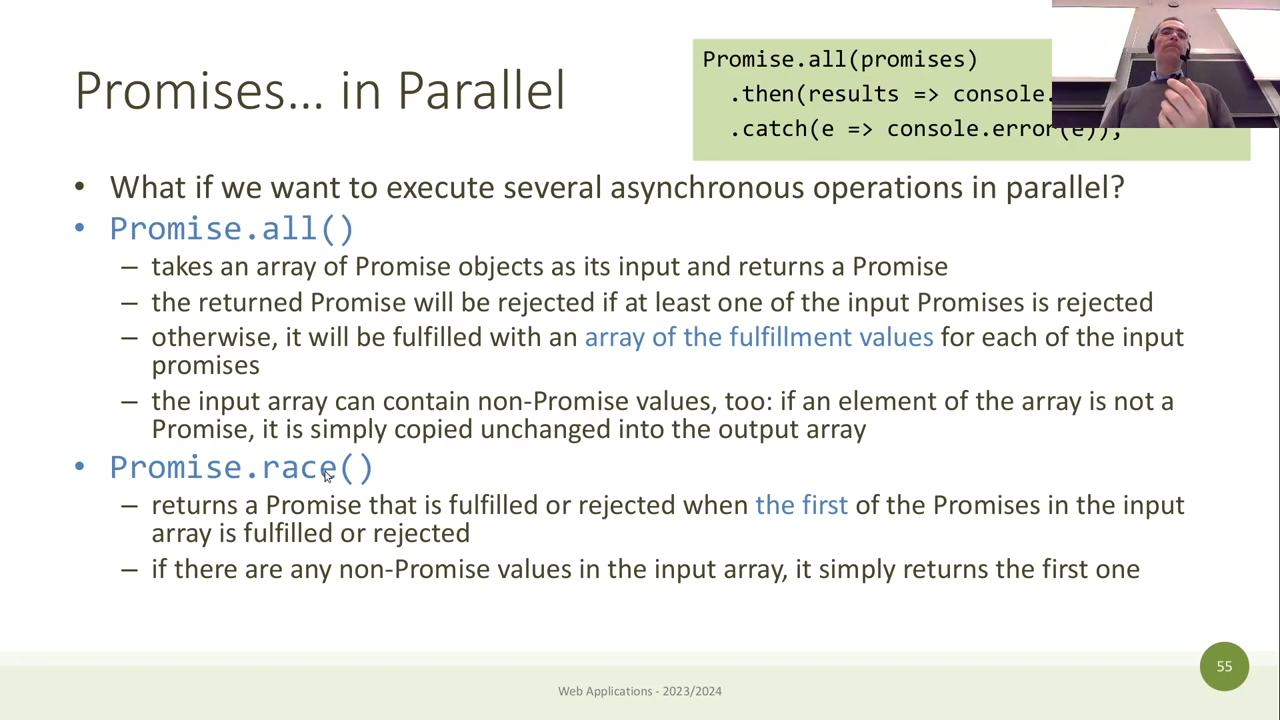 Promises… in Parallel
Promise.all(promises)
.then(results => console.
.catch(e => console.error(e));
• What if we want to execute several asynchronous operations in parallel?
• Promise.all()
– takes an array of Promise objects as its input and returns a Promise
– the returned Promise will be rejected if at least one of the input Promises is rejected
– otherwise, it will be fulfilled with an array of the fulfillment values for each of the input
promises
– the input array can contain non-Promise values, too: if an element of the array is not a
Promise, it is simply copied unchanged into the output array
• Promise.race()
– returns a Promise that is fulfilled or rejected when the first of the Promises in the input
array is fulfilled or rejected
– if there are any non-Promise values in the input array, it simply returns the first one
55
Web Applications - 2023/2024